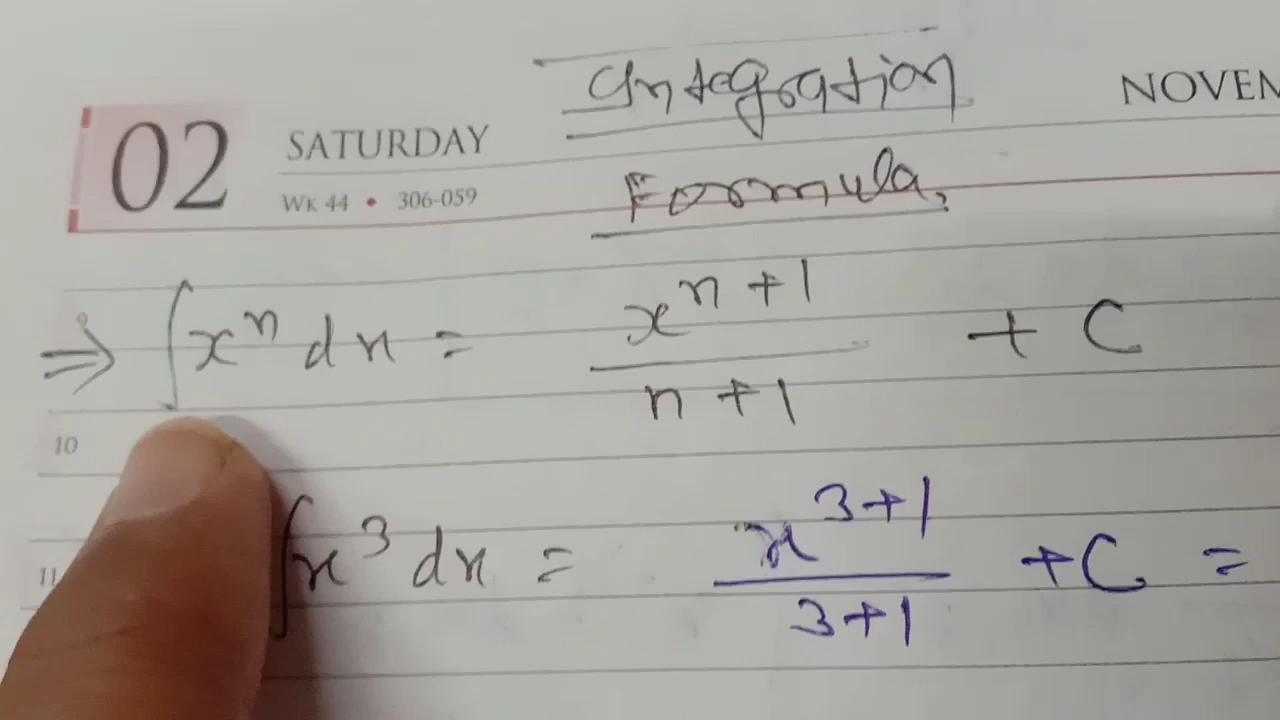 Integration
NOVEM
02
SATURDAY
WK 44 • 306-059
Formula,
⇒ ∫xⁿ dx = xⁿ⁺¹/n+1 + C
10
11
∫x³ dx = x³⁺¹/3+1 + C =